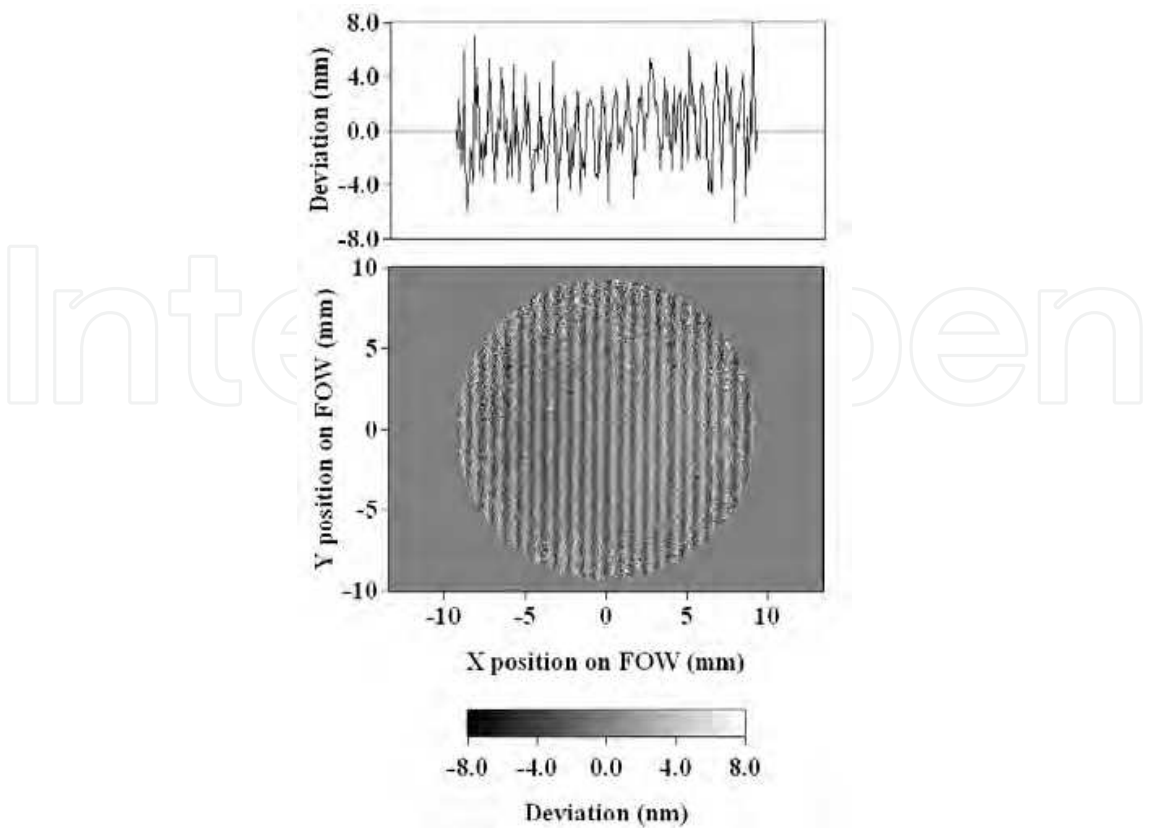 8.0
4.0
0.0
-4.0
-8.0
Deviation (nm)
10
5
0
-5
-10
Y position on FOW (mm)
-10 -5 0 5 10
X position on FOW (mm)
-8.0 -4.0 0.0 4.0 8.0
Deviation (nm)